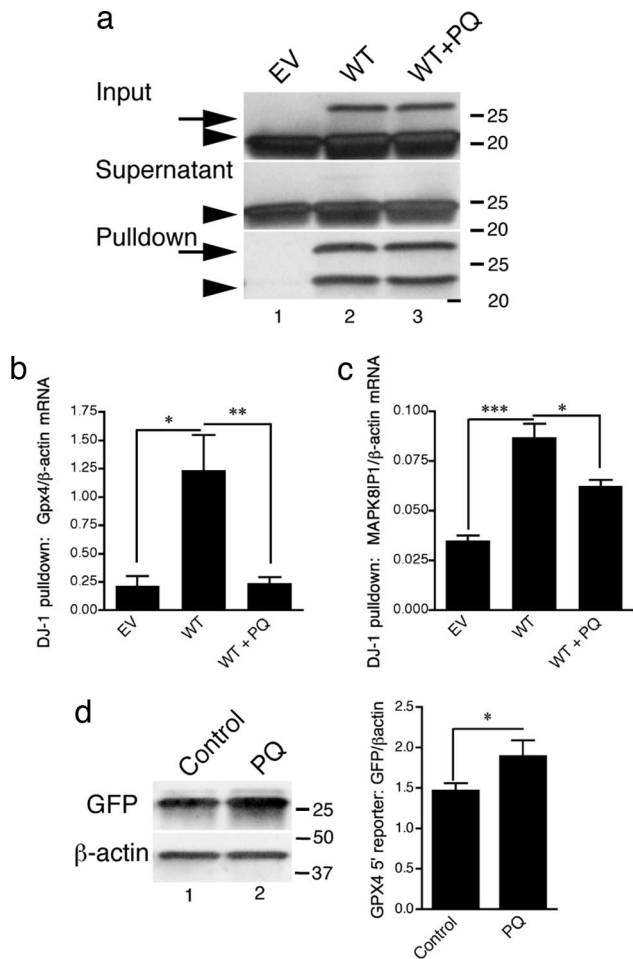 a
EV WT WT+PQ
Input
25
20
Supernatant
25
20
Pulldown
25
20
1 2 3
b
DJ-1 pulldown: Gpx4/β-actin mRNA
1.75
1.50
1.25
1.00
0.75
0.50
0.25
0.00
* **
EV WT WT + PQ
c
DJ-1 pulldown: MAPK8IP1/β-actin mRNA
0.100
0.075
0.050
0.025
0.000
*** *
EV WT WT + PQ
d
Control PQ
GFP
25
50
β-actin
37
1 2
GPX4 5' reporter: GFP/βactin
2.5
2.0
1.5
1.0
0.5
0.0
*
Control PQ